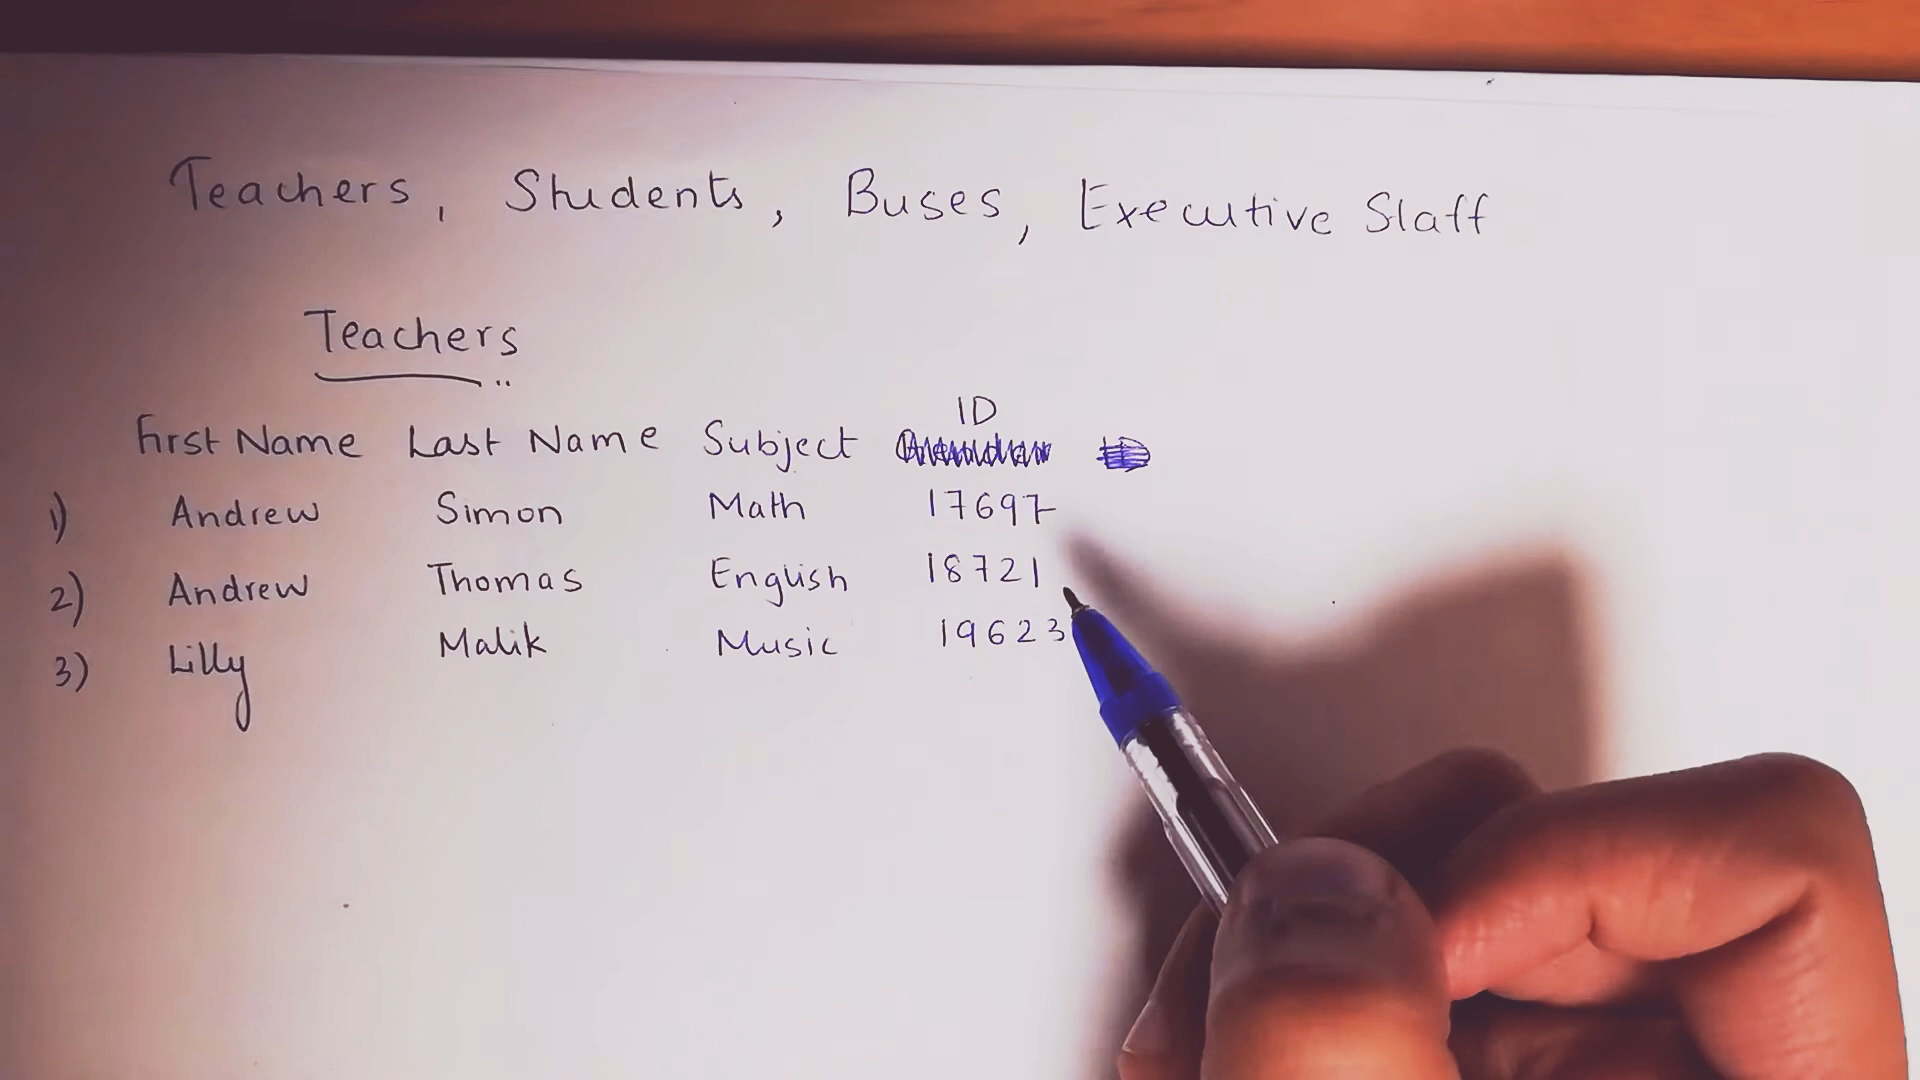 Teachers, Students, Buses, Executive Staff
Teachers
First Name Last Name Subject ID
1) Andrew Simon Math 17697
2) Andrew Thomas English 18721
3) Lilly Malik Music 19623